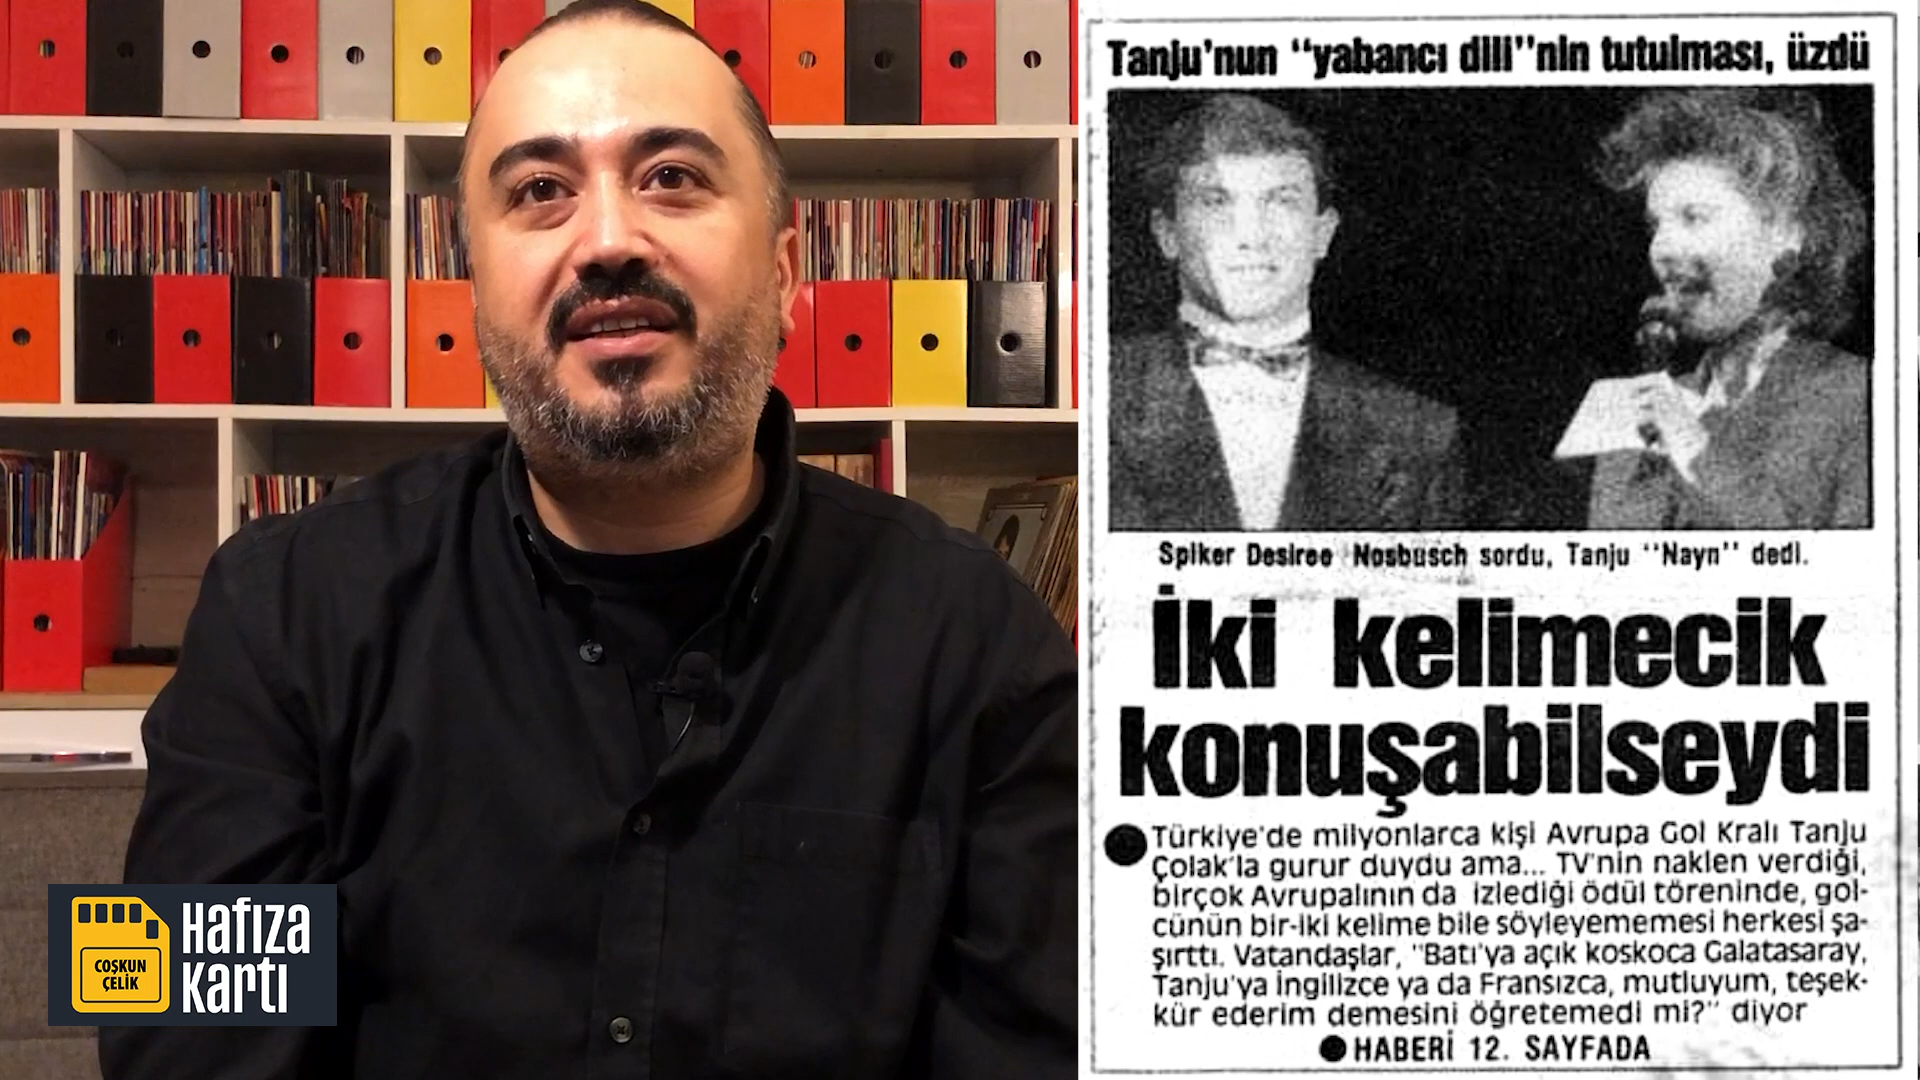 Tanju'nun "yabancı dili"nin tutulması, üzdü
Spiker Desiree Nosbusch sordu, Tanju "Nayn" dedi.
İki kelimecik
konuşabilseydi
Türkiye'de milyonlarca kişi Avrupa Gol Kralı Tanju
Çolak'la gurur duydu ama... TV'nin naklen verdiği,
birçok Avrupalının da izlediği ödül töreninde, gol-
cünün bir-iki kelime bile söyleyememesi herkesi şa-
şırttı. Vatandaşlar, "Batı'ya açık koskoca Galatasaray,
Tanju'ya İngilizce ya da Fransızca, mutluyum, teşek-
kür ederim demesini öğretemedi mi?" diyor
HABERİ 12. SAYFADA
COŞKUN
ÇELİK
Hafıza
Kartı